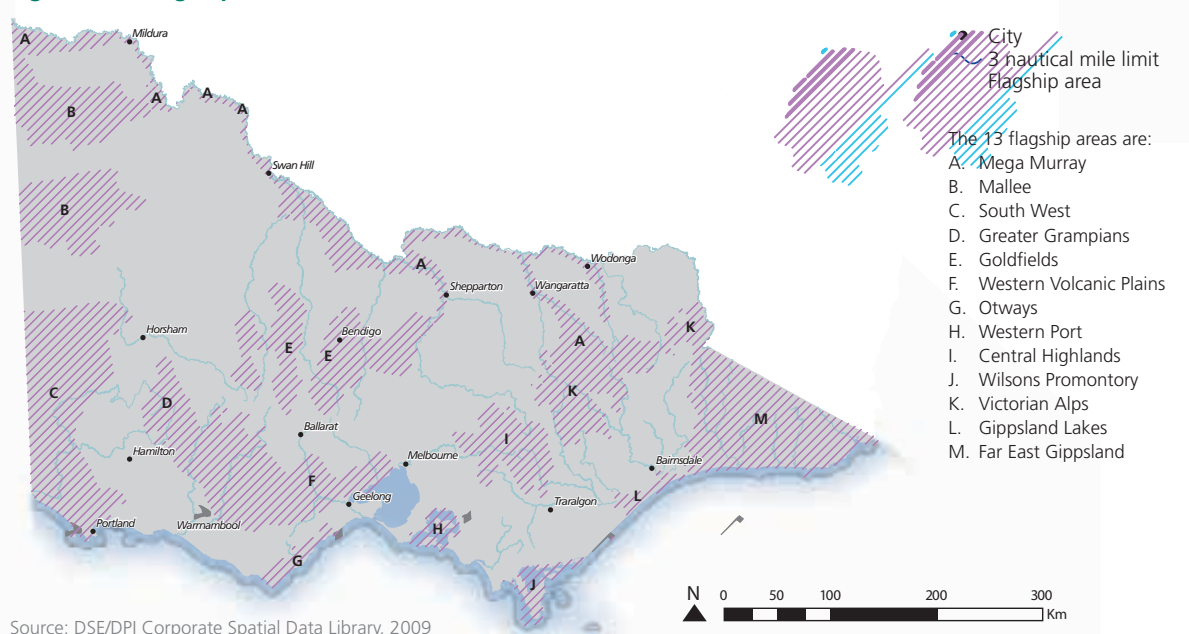 A
Mildura
A
A
A
B
Swan Hill
B
A
Wodonga
Shepparton
Wangaratta
Horsham
Bendigo
K
E
E
A
C
D
K
M
Ballarat
I
Hamilton
Melbourne
Bairnsdale
F
Geelong
L
Traralgon
Portland
Warrnambool
H
G
J
City
3 nautical mile limit
Flagship area
The 13 flagship areas are:
A. Mega Murray
B. Mallee
C. South West
D. Greater Grampians
E. Goldfields
F. Western Volcanic Plains
G. Otways
H. Western Port
I. Central Highlands
J. Wilsons Promontory
K. Victorian Alps
L. Gippsland Lakes
M. Far East Gippsland
N 0 50 100 200 300
Km
Source: DSE/DPI Corporate Spatial Data Library, 2009